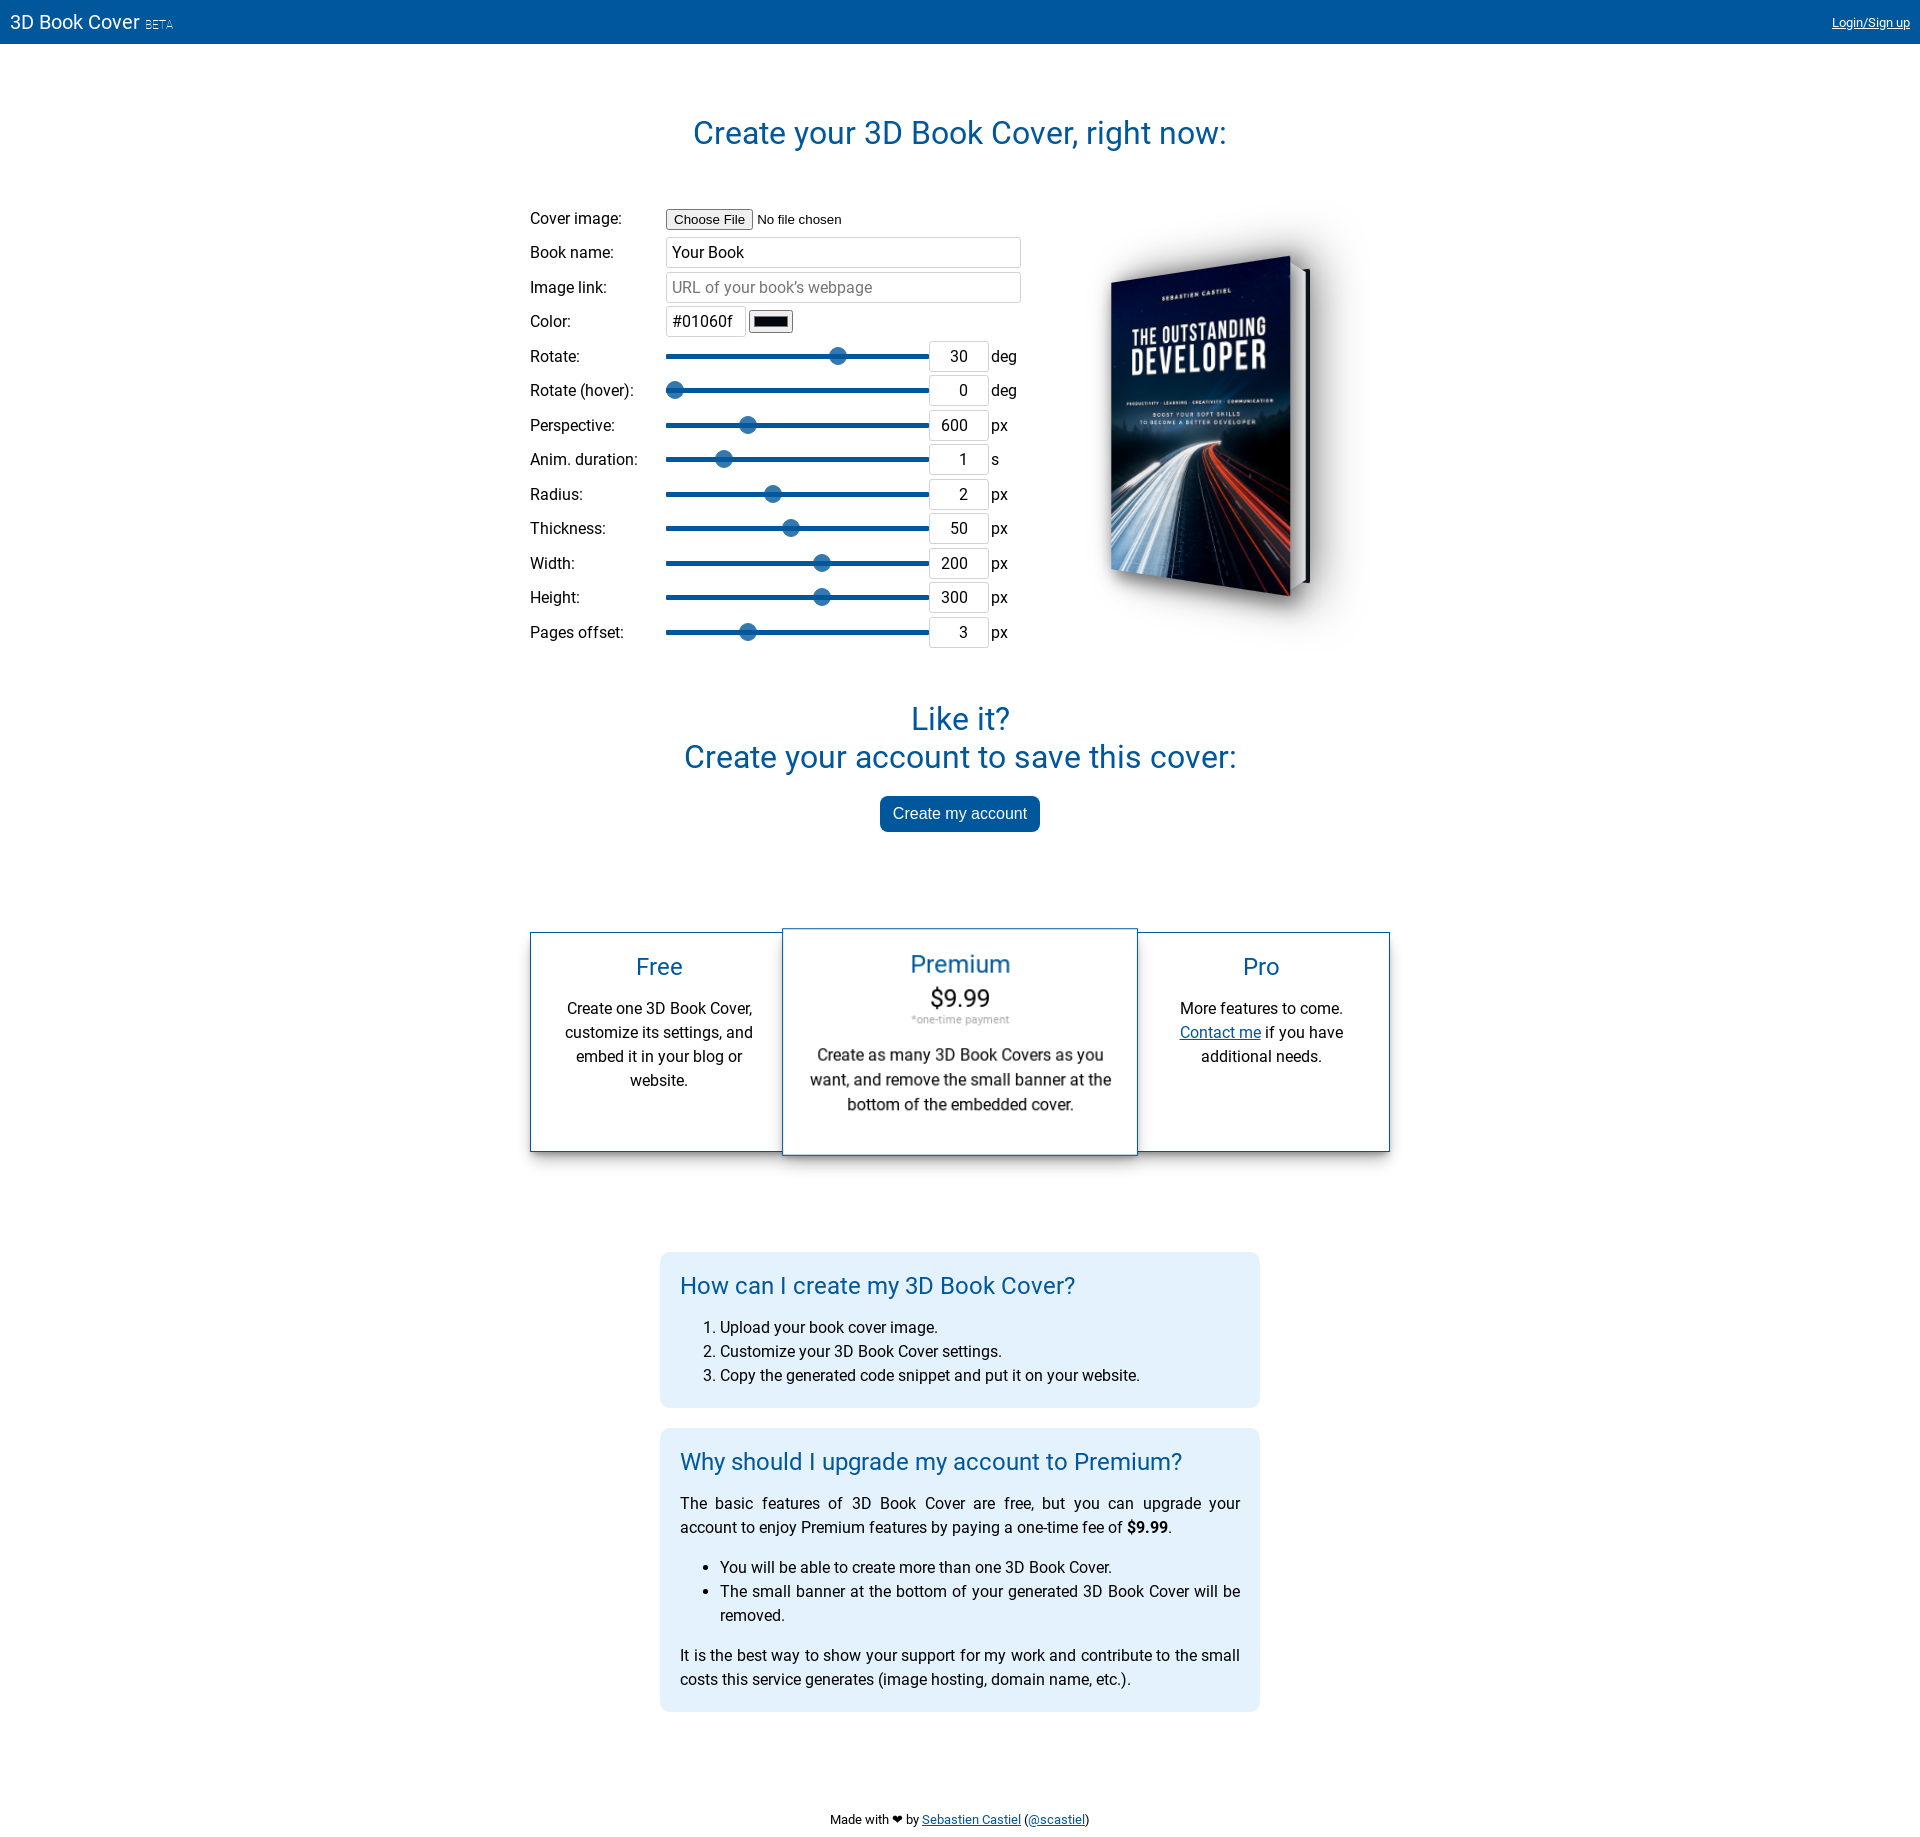 3D Book Cover BETA
Login/Sign up
Create your 3D Book Cover, right now:
Cover image:
Choose File No file chosen
Book name:
Your Book
Image link:
URL of your book’s webpage
Color:
#01060f
Rotate:
30 deg
Rotate (hover):
0 deg
Perspective:
600 px
Anim. duration:
1 s
Radius:
2 px
Thickness:
50 px
Width:
200 px
Height:
300 px
Pages offset:
3 px
SEBASTIEN CASTIEL
THE OUTSTANDING
DEVELOPER
PRODUCTIVITY · LEARNING · CREATIVITY · COMMUNICATION
BOOST YOUR SOFT SKILLS
TO BECOME A BETTER DEVELOPER
Like it?
Create your account to save this cover:
Create my account
Free
Create one 3D Book Cover,
customize its settings, and
embed it in your blog or
website.
Premium
$9.99
*one-time payment
Create as many 3D Book Covers as you
want, and remove the small banner at the
bottom of the embedded cover.
Pro
More features to come.
Contact me if you have
additional needs.
How can I create my 3D Book Cover?
1. Upload your book cover image.
2. Customize your 3D Book Cover settings.
3. Copy the generated code snippet and put it on your website.
Why should I upgrade my account to Premium?
The basic features of 3D Book Cover are free, but you can upgrade your
account to enjoy Premium features by paying a one-time fee of $9.99.
• You will be able to create more than one 3D Book Cover.
• The small banner at the bottom of your generated 3D Book Cover will be
removed.
It is the best way to show your support for my work and contribute to the small
costs this service generates (image hosting, domain name, etc.).
Made with ❤ by Sebastien Castiel (@scastiel)